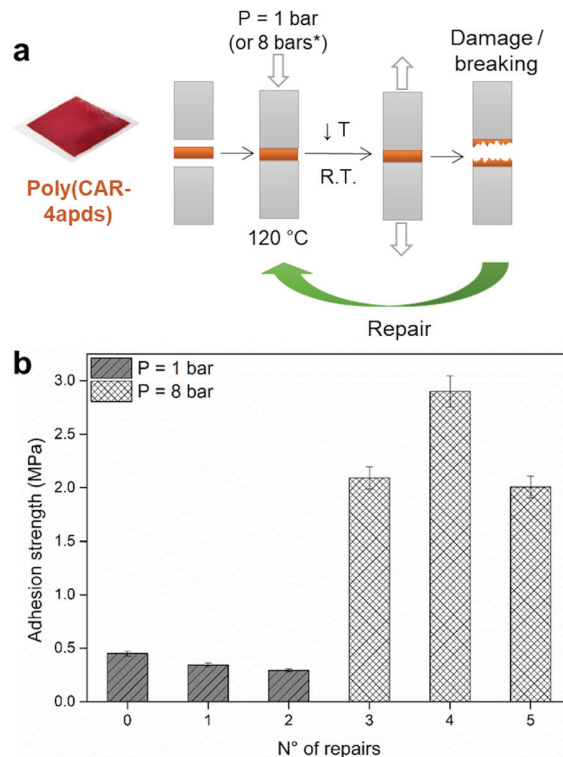 a
P = 1 bar
(or 8 bars*)
Damage /
breaking
↓ T
R.T.
Poly(CAR-
4apds)
120 °C
Repair
b
P = 1 bar
P = 8 bar
Adhesion strength (MPa)
3.0
2.5
2.0
1.5
1.0
0.5
0.0
0 1 2 3 4 5
N° of repairs